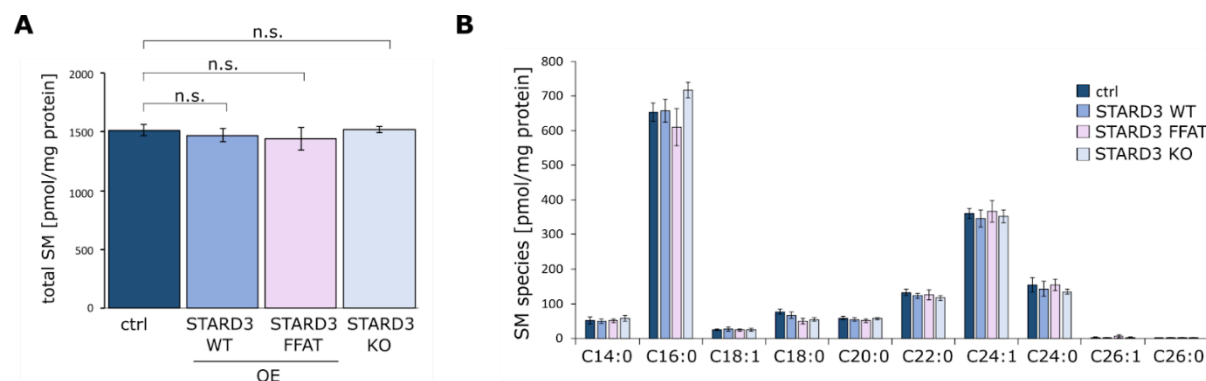 A
n.s.
n.s.
n.s.
total SM [pmol/mg protein]
2000
1500
1000
500
0
ctrl
STARD3 WT
STARD3 FFAT
STARD3 KO
OE
B
SM species [pmol/mg protein]
800
700
600
500
400
300
200
100
0
ctrl
STARD3 WT
STARD3 FFAT
STARD3 KO
C14:0 C16:0 C18:1 C18:0 C20:0 C22:0 C24:1 C24:0 C26:1 C26:0